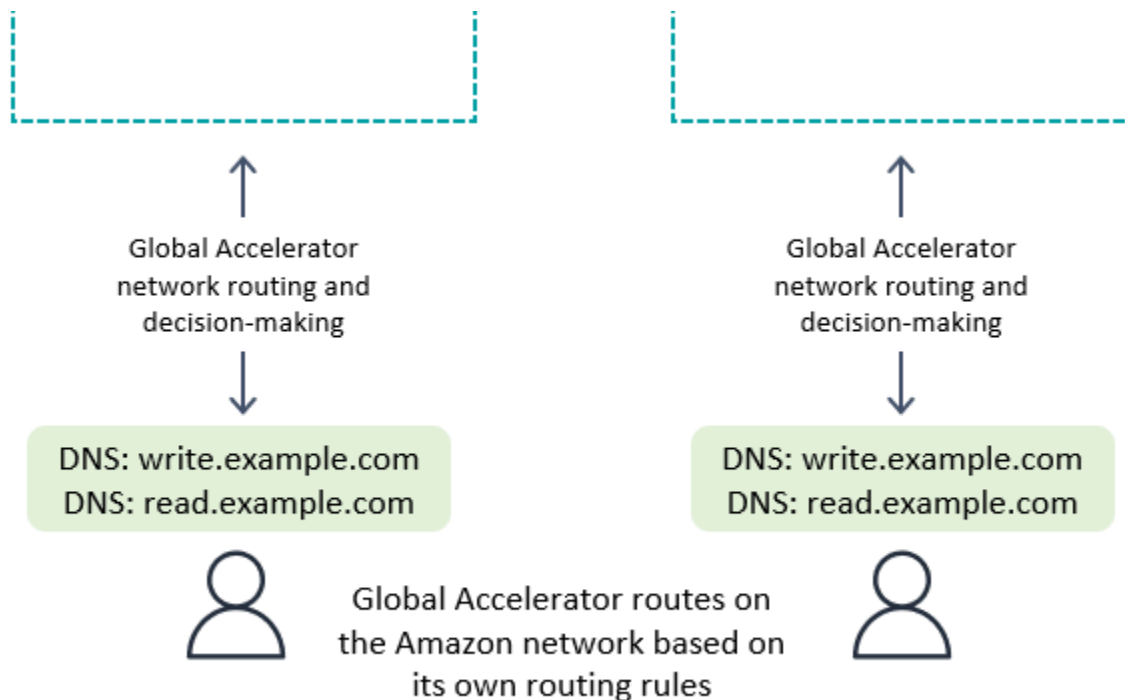 Global Accelerator
network routing and
decision-making
Global Accelerator
network routing and
decision-making
DNS: write.example.com
DNS: read.example.com
DNS: write.example.com
DNS: read.example.com
Global Accelerator routes on
the Amazon network based on
its own routing rules